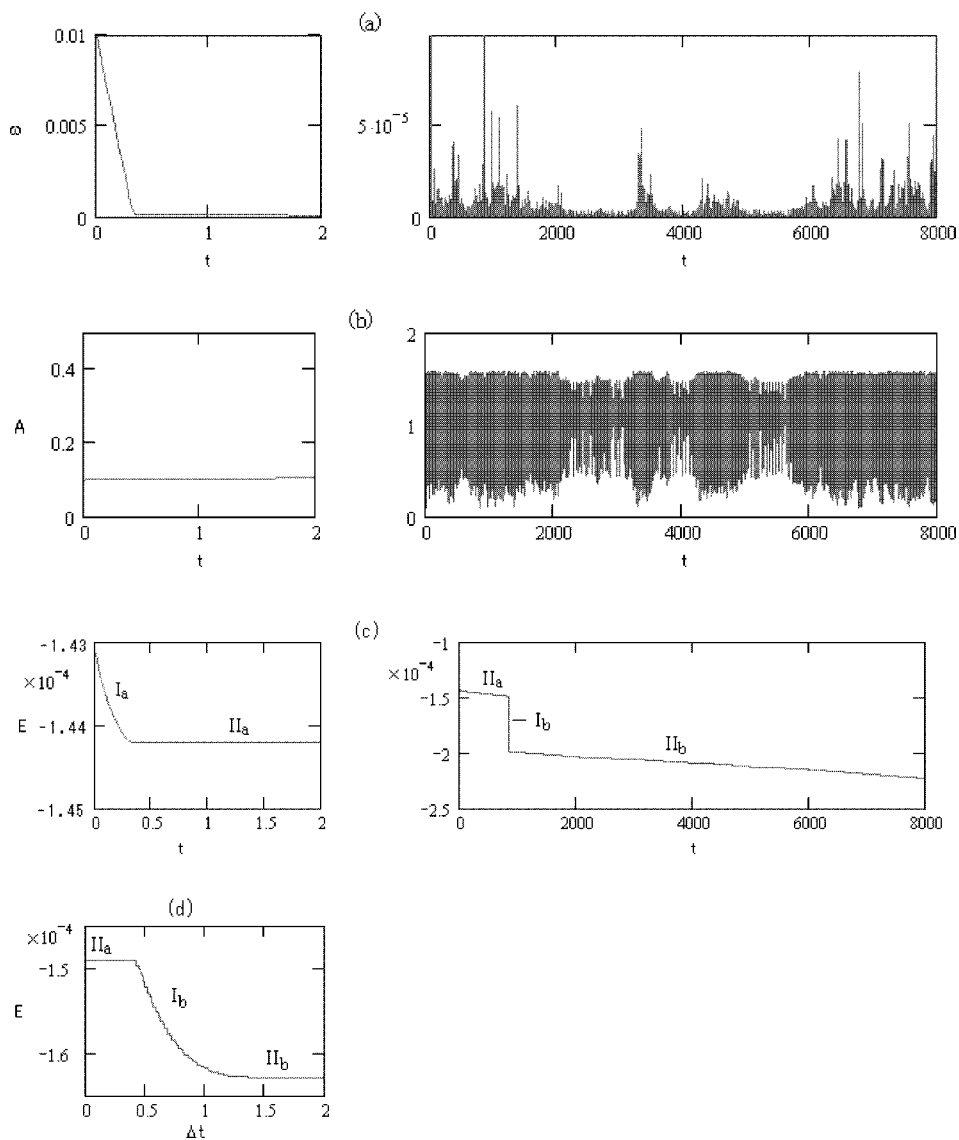 (a)
0.01
0.005
0
ω
0 1 2
t
5·10⁻⁵
0
0 2000 4000 6000 8000
t
(b)
0.4
0.2
0
A
0 1 2
t
2
1
0
0 2000 4000 6000 8000
t
(c)
-1.43
×10⁻⁴
E -1.44
-1.45
Iₐ
IIₐ
0 0.5 1 1.5 2
t
-1
×10⁻⁴
-1.5
-2
-2.5
IIₐ
I_b
II_b
0 2000 4000 6000 8000
t
(d)
×10⁻⁴
-1.5
E
-1.6
IIₐ
I_b
II_b
0 0.5 1 1.5 2
Δt